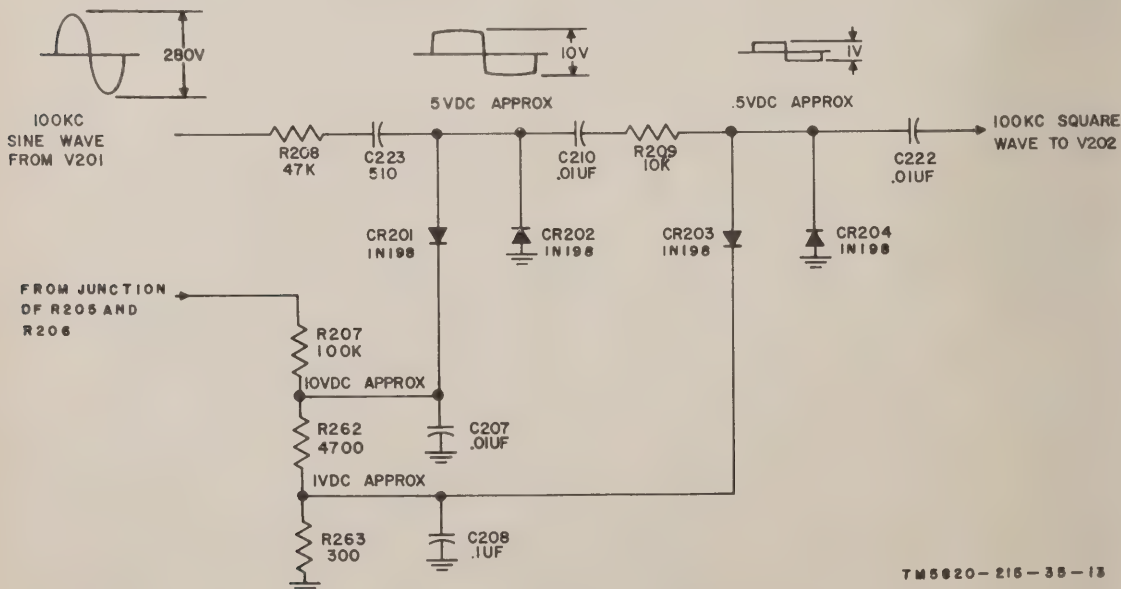 280V
10V
1V
100KC
SINE WAVE
FROM V201
5VDC APPROX
.5VDC APPROX
100KC SQUARE
WAVE TO V202
R208
47K
C223
510
C210
.01UF
R209
10K
C222
.01UF
CR201
1N198
CR202
1N198
CR203
1N198
CR204
1N198
FROM JUNCTION
OF R205 AND
R206
R207
100K
10VDC APPROX
R262
4700
C207
.01UF
1VDC APPROX
R263
300
C208
.1UF
TM5820-215-35-13